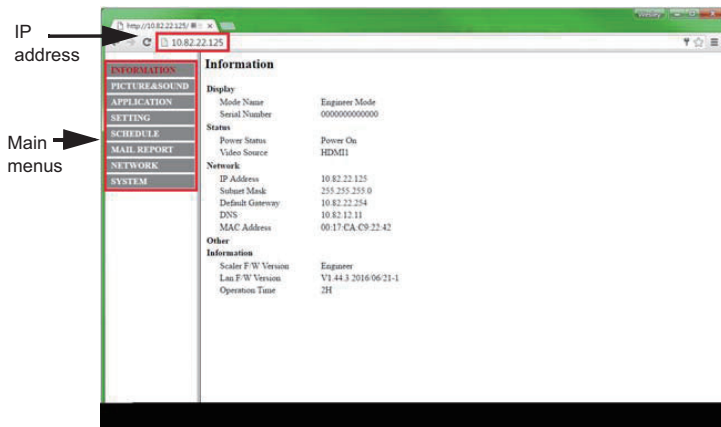 IP
address
Main
menus
http://10.82.22.125/
10.82.22.125
INFORMATION
PICTURE&SOUND
APPLICATION
SETTING
SCHEDULE
MAIL REPORT
NETWORK
SYSTEM
Information
Display
Mode Name Engineer Mode
Serial Number 0000000000000
Status
Power Status Power On
Video Source HDMI1
Network
IP Address 10.82.22.125
Subnet Mask 255.255.255.0
Default Gateway 10.82.22.254
DNS 10.82.12.11
MAC Address 00:17:CA:C9:22:42
Other
Information
Scaler F/W Version Engineer
Lan F/W Version V1.44.3 2016/06/21-1
Operation Time 2H